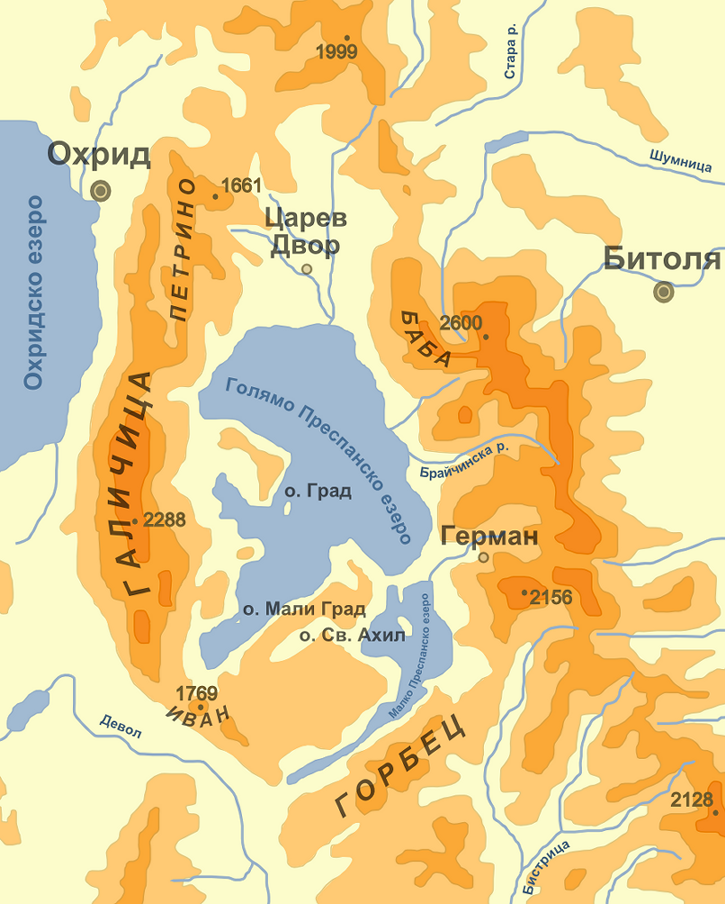 1999
Стара р.
Охрид
Шумница
1661
ПЕТРИНО
Царев
Двор
Охридско езеро
Битоля
2600
БАБА
Голямо Преспанско езеро
ГАЛИЧИЦА
Брайчинска р.
о. Град
2288
Герман
2156
о. Мали Град
о. Св. Ахил
Малко Преспанско езеро
1769
ИВАН
Девол
ГОРБЕЦ
2128
Бистрица